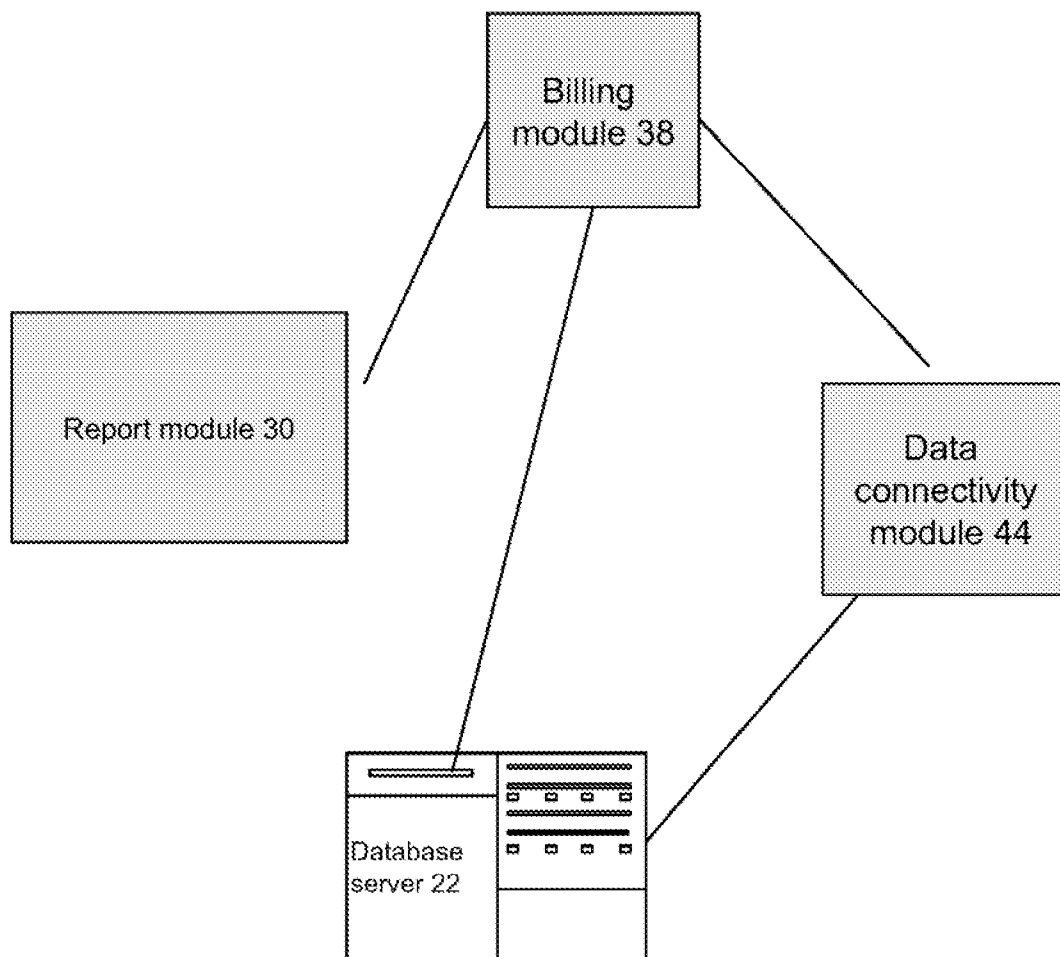 Billing
module 38
Report module 30
Data
connectivity
module 44
Database
server 22